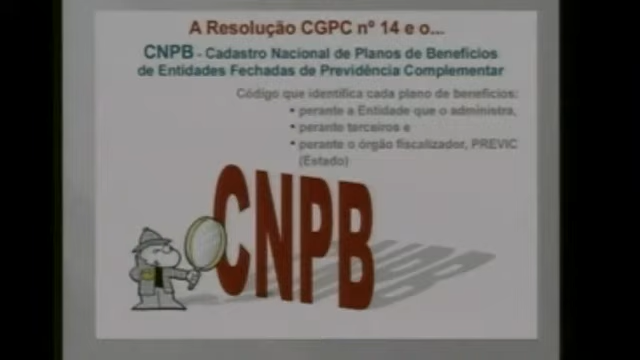 A Resolução CGPC nº 14 e o...
CNPB - Cadastro Nacional de Planos de Benefícios
de Entidades Fechadas de Previdência Complementar
Código que identifica cada plano de benefícios:
• perante a Entidade que o administra,
• perante terceiros e
• perante o órgão fiscalizador, PREVIC
(Estado)
CNPB